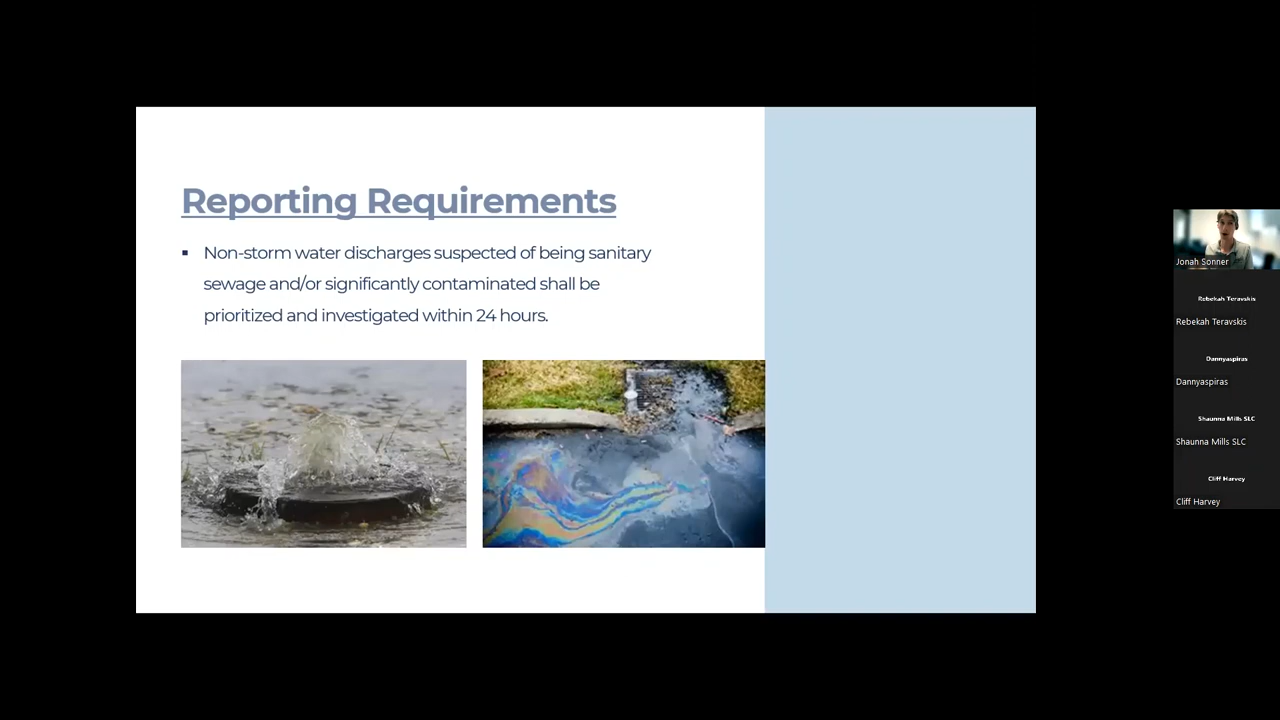 Reporting Requirements
▪ Non-storm water discharges suspected of being sanitary
sewage and/or significantly contaminated shall be
prioritized and investigated within 24 hours.
Jonah Sonner
Rebekah Teravskis
Rebekah Teravskis
Dannyaspiras
Dannyaspiras
Shaunna Mills SLC
Shaunna Mills SLC
Cliff Harvey
Cliff Harvey